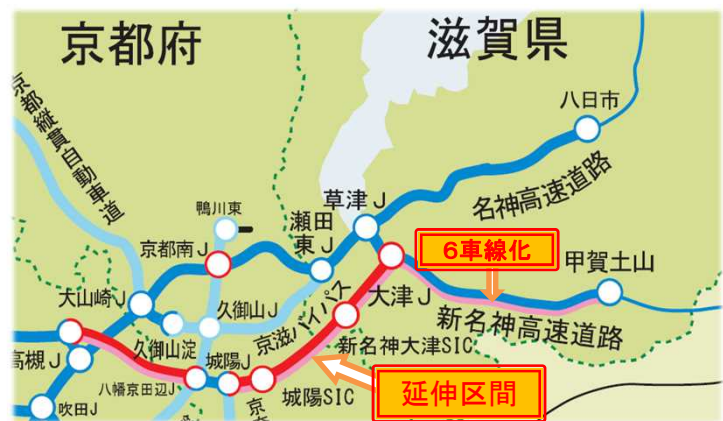 京都府
滋賀県
京都縦貫自動車道
八日市
名神高速道路
草津J
鴨川東
瀬田
東J
京都南J
6車線化
甲賀土山
大津J
大山崎J
久御山J
京滋バイパス
新名神高速道路
久御山淀
新名神大津SIC
高槻J
城陽J
八幡京田辺J
城陽SIC
延伸区間
吹田J
京